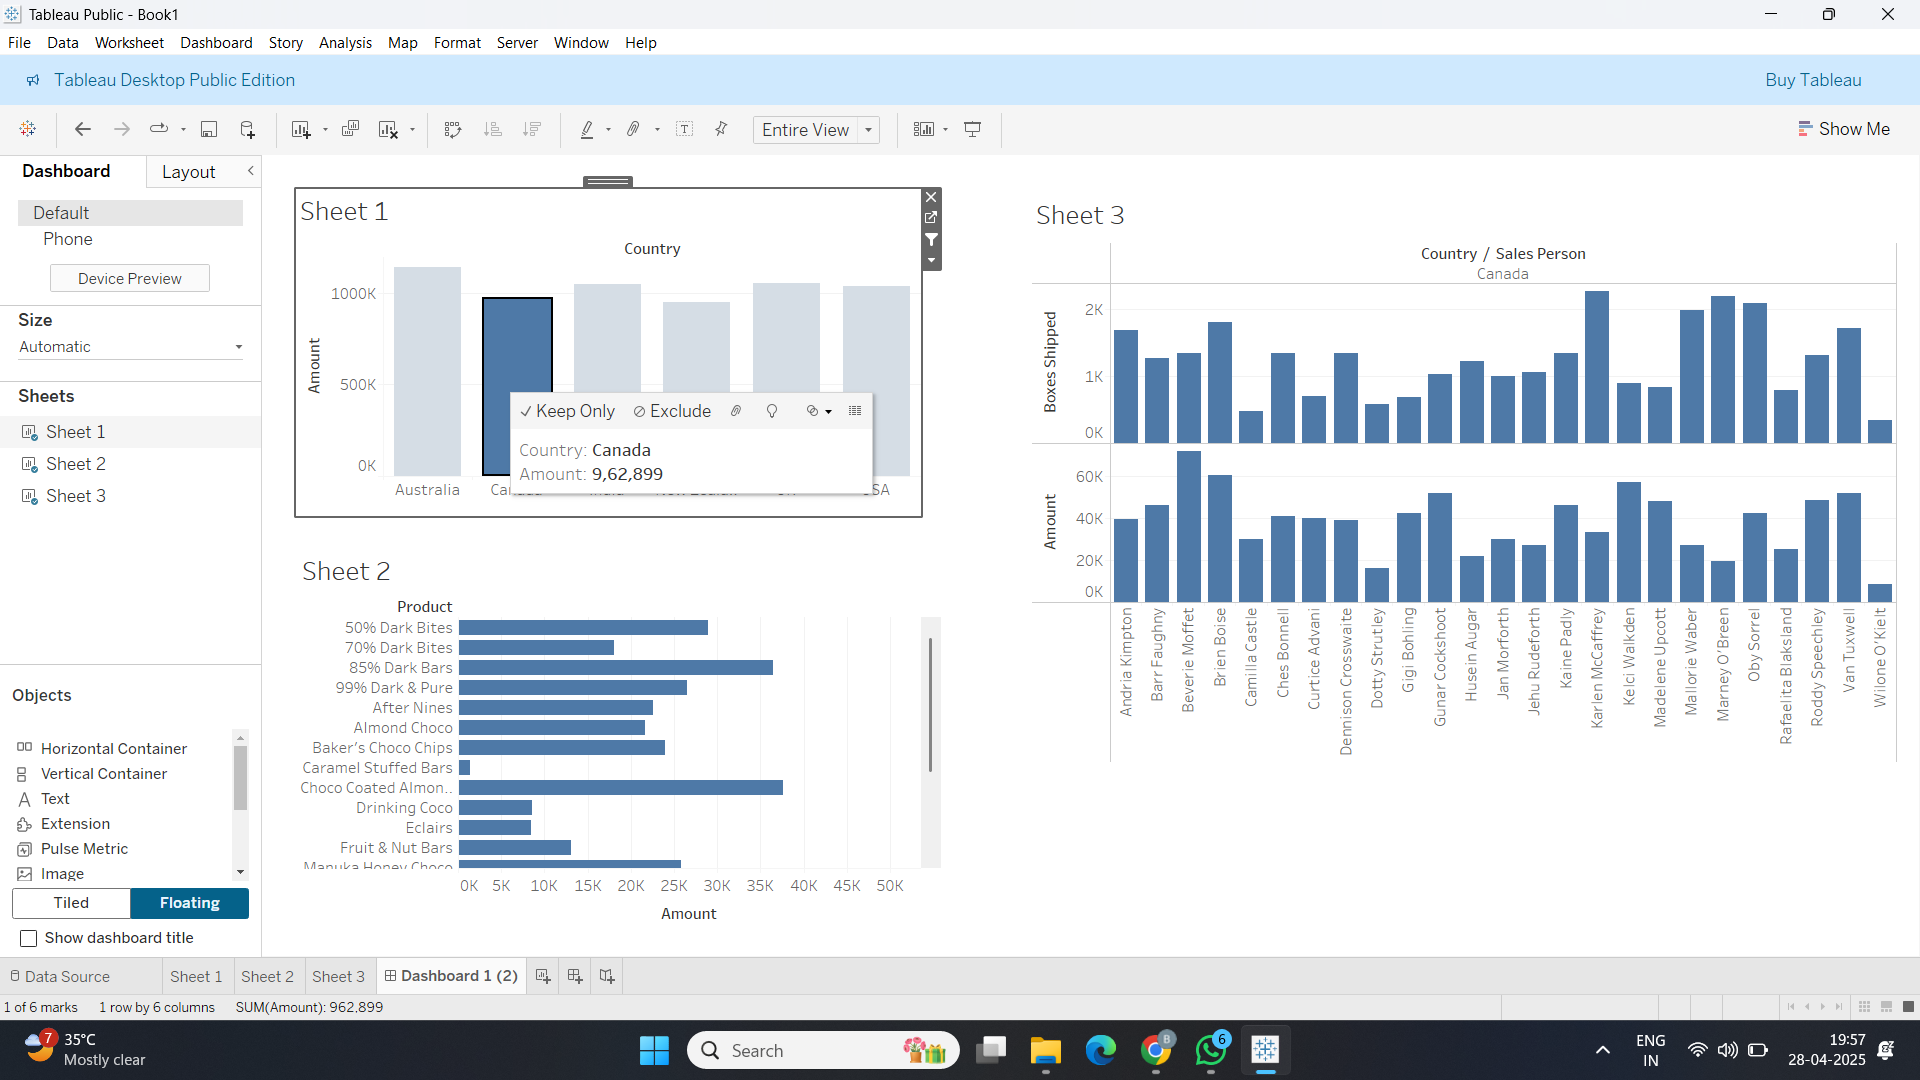 Tableau Public - Book1
File Data Worksheet Dashboard Story Analysis Map Format Server Window Help
Tableau Desktop Public Edition
Buy Tableau
Entire View
Show Me
Dashboard
Layout
Default
Phone
Device Preview
Size
Automatic
Sheets
Sheet 1
Sheet 2
Sheet 3
Objects
Horizontal Container
Vertical Container
Text
Extension
Pulse Metric
Image
Tiled
Floating
Show dashboard title
Sheet 1
Country
Amount
1000K
500K
0K
Australia
Keep Only
Exclude
Country: Canada
Amount: 9,62,899
Sheet 2
Product
50% Dark Bites
70% Dark Bites
85% Dark Bars
99% Dark & Pure
After Nines
Almond Choco
Baker's Choco Chips
Caramel Stuffed Bars
Choco Coated Almon..
Drinking Coco
Eclairs
Fruit & Nut Bars
Manuka Honey Choco
0K 5K 10K 15K 20K 25K 30K 35K 40K 45K 50K
Amount
Sheet 3
Country / Sales Person
Canada
Boxes Shipped
2K
1K
0K
Amount
60K
40K
20K
0K
Andria Kimpton
Barr Faughny
Beverie Moffet
Brien Boise
Camilla Castle
Ches Bonnell
Curtice Advani
Dennison Crosswaite
Dotty Strutley
Gigi Bohling
Gunar Cockshoot
Husein Augar
Jan Morforth
Jehu Rudeforth
Kaine Padly
Karlen McCaffrey
Kelci Walkden
Madelene Upcott
Mallorie Waber
Marney O'Breen
Oby Sorrel
Rafaelita Blaksland
Roddy Speechley
Van Tuxwell
Wilone O'Kielt
Data Source
Sheet 1
Sheet 2
Sheet 3
Dashboard 1 (2)
1 of 6 marks
1 row by 6 columns
SUM(Amount): 962,899
7
35°C
Mostly clear
Search
B
6
ENG
IN
19:57
28-04-2025